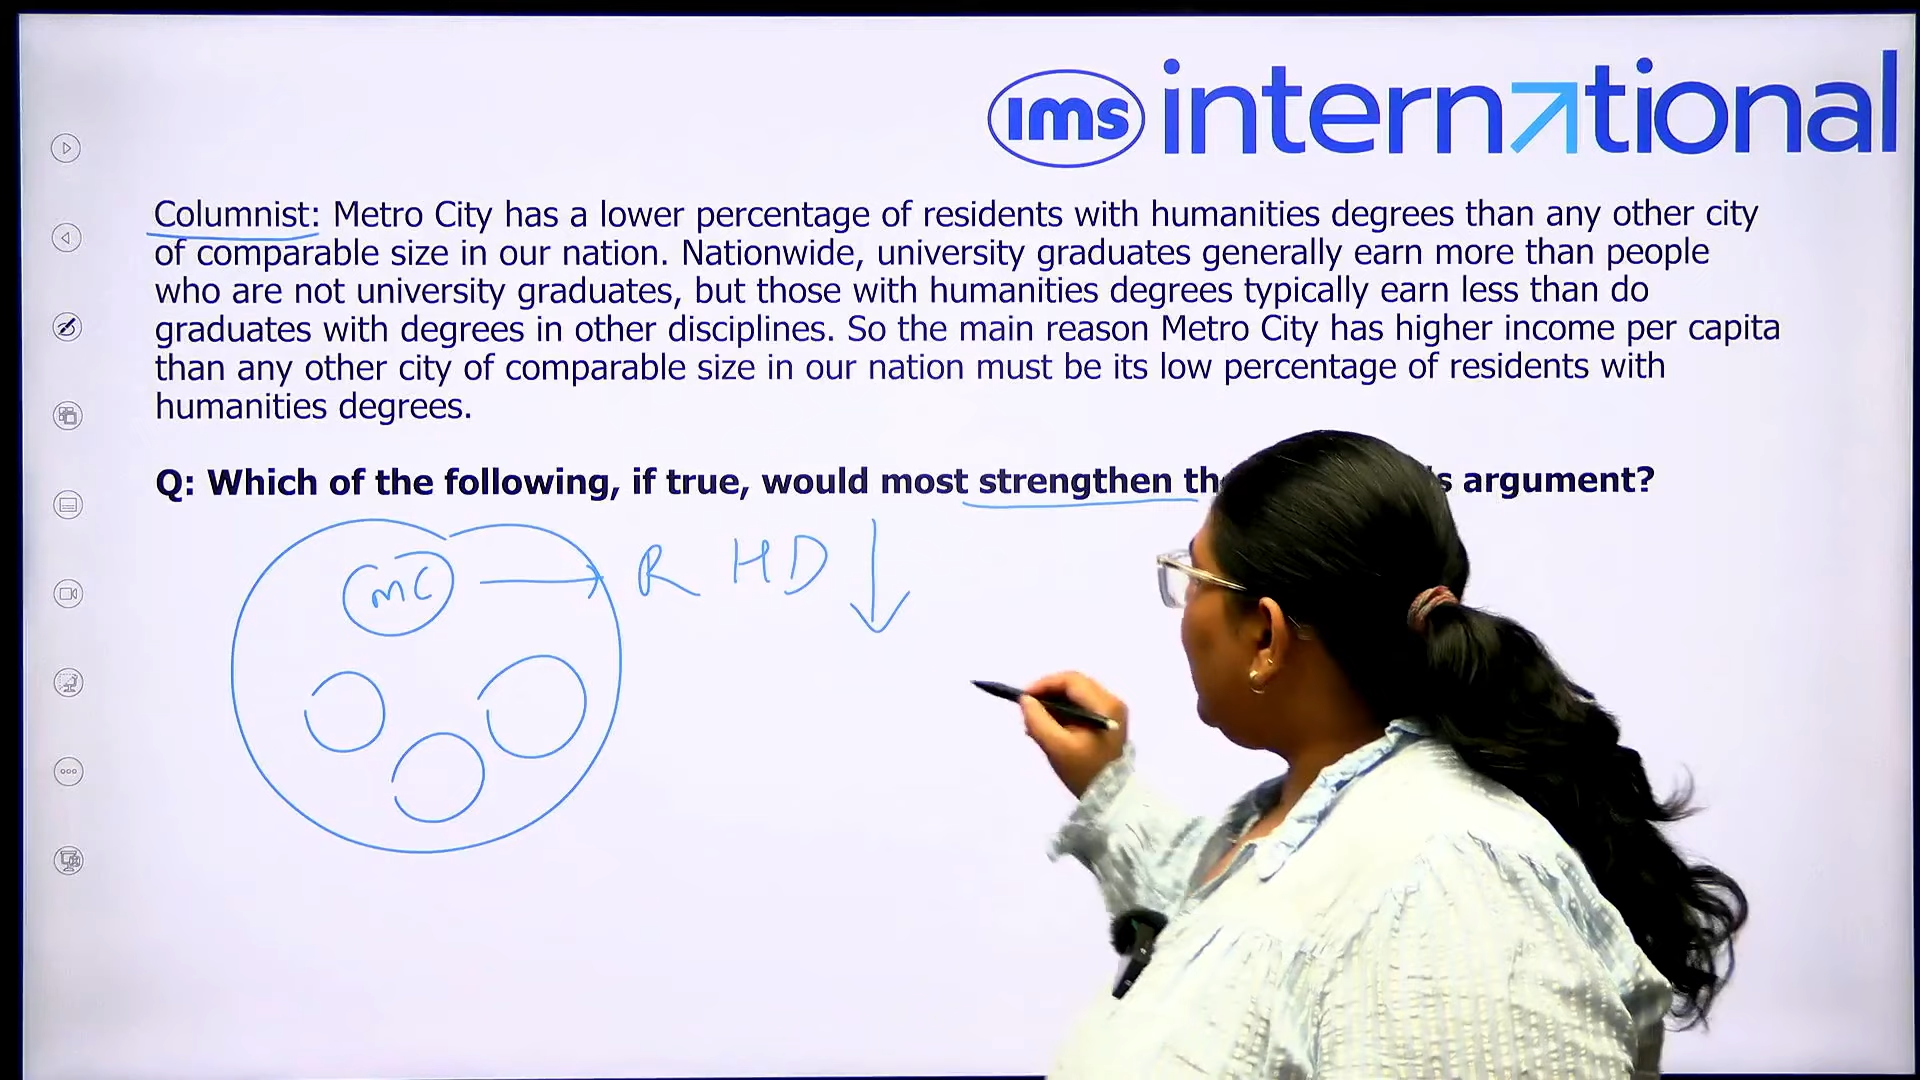 ims international
Columnist: Metro City has a lower percentage of residents with humanities degrees than any other city
of comparable size in our nation. Nationwide, university graduates generally earn more than people
who are not university graduates, but those with humanities degrees typically earn less than do
graduates with degrees in other disciplines. So the main reason Metro City has higher income per capita
than any other city of comparable size in our nation must be its low percentage of residents with
humanities degrees.
Q: Which of the following, if true, would most strengthen argument?
MC R HD